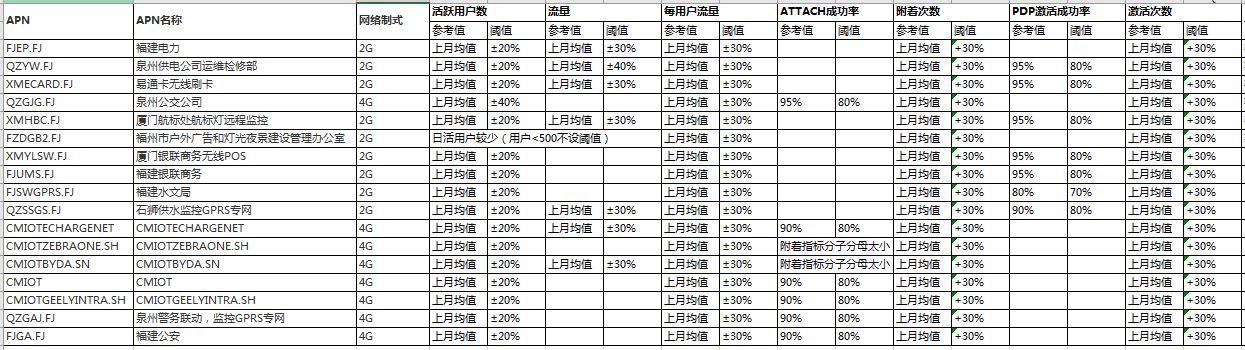 APN APN名称 网络制式 活跃用户数 流量 每用户流量 ATTACH成功率 附着次数 PDP激活成功率 激活次数
参考值 阈值 参考值 阈值 参考值 阈值 参考值 阈值 参考值 阈值 参考值 阈值 参考值 阈值
FJEP.FJ 福建电力 2G 上月均值 ±20% 上月均值 ±30% 上月均值 ±30% 上月均值 +30% 上月均值 +30%
QZYW.FJ 泉州供电公司运维检修部 2G 上月均值 ±20% 上月均值 ±40% 上月均值 ±30% 上月均值 +30% 95% 80% 上月均值 +30%
XMECARD.FJ 易通卡无线刷卡 2G 上月均值 ±20% 上月均值 ±30% 上月均值 ±30% 上月均值 +30% 95% 80% 上月均值 +30%
QZGJG.FJ 泉州公交公司 4G 上月均值 ±40% 上月均值 ±30% 95% 80% 上月均值 +30% 上月均值 +30%
XMHBC.FJ 厦门航标处航标灯远程监控 2G 上月均值 ±20% 上月均值 ±30% 上月均值 ±30% 上月均值 +30% 95% 80% 上月均值 +30%
FZDGB2.FJ 福州市户外广告和灯光夜景建设管理办公室 2G 日活用户较少（用户<500不设阈值） 上月均值 ±30% 上月均值 +30% 上月均值 +30%
XMYLSW.FJ 厦门银联商务无线POS 2G 上月均值 ±20% 上月均值 ±30% 上月均值 +30% 95% 80% 上月均值 +30%
FJUMS.FJ 福建银联商务 2G 上月均值 ±20% 上月均值 ±30% 上月均值 +30% 95% 80% 上月均值 +30%
FJSWGPRS.FJ 福建水文局 2G 上月均值 ±20% 上月均值 ±30% 上月均值 +30% 80% 70% 上月均值 +30%
QZSSGS.FJ 石狮供水监控GPRS专网 2G 上月均值 ±20% 上月均值 ±30% 上月均值 ±30% 上月均值 +30% 90% 80% 上月均值 +30%
CMIOTECHARGENET CMIOTECHARGENET 4G 上月均值 ±20% 上月均值 ±30% 上月均值 ±30% 90% 80% 上月均值 +30% 上月均值 +30%
CMIOTZEBRAONE.SH CMIOTZEBRAONE.SH 4G 上月均值 ±20% 上月均值 ±30% 附着指标分子分母太小 上月均值 +30% 上月均值 +30%
CMIOTBYDA.SN CMIOTBYDA.SN 4G 上月均值 ±20% 上月均值 ±30% 上月均值 ±30% 附着指标分子分母太小 上月均值 +30% 上月均值 +30%
CMIOT CMIOT 4G 上月均值 ±20% 上月均值 ±30% 90% 80% 上月均值 +30% 上月均值 +30%
CMIOTGEELYINTRA.SH CMIOTGEELYINTRA.SH 4G 上月均值 ±20% 上月均值 ±30% 90% 80% 上月均值 +30% 上月均值 +30%
QZGAJ.FJ 泉州警务联动，监控GPRS专网 4G 上月均值 ±20% 上月均值 ±30% 90% 80% 上月均值 +30% 上月均值 +30%
FJGA.FJ 福建公安 4G 上月均值 ±20% 上月均值 ±30% 90% 80% 上月均值 +30% 上月均值 +30%